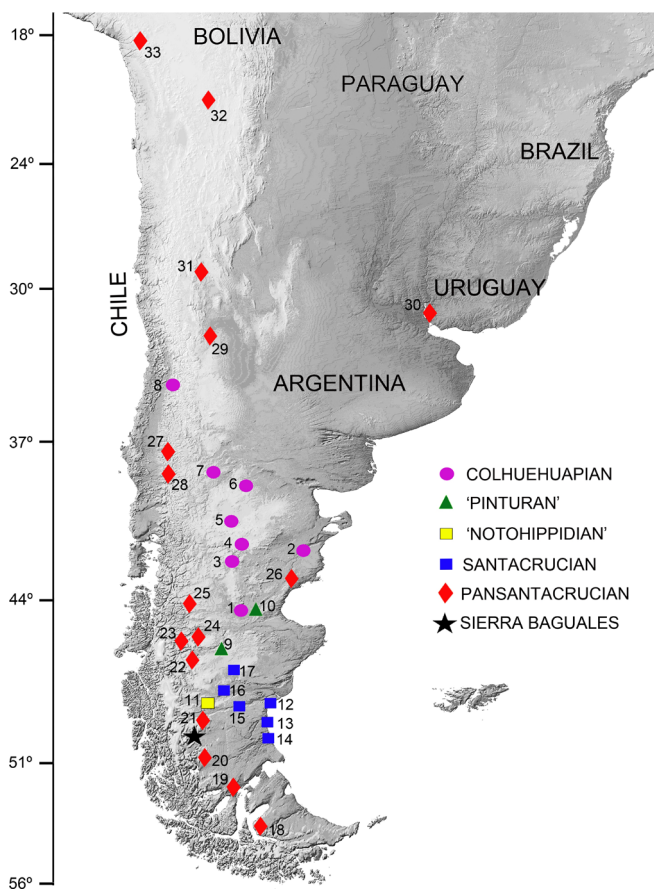 18º
BOLIVIA
33
PARAGUAY
32
BRAZIL
24º
CHILE
31
30º
URUGUAY
30
29
8
ARGENTINA
37º
27
28
7
6
COLHUEHUAPIAN
'PINTURAN'
5
'NOTOHIPPIDIAN'
4
2
3
SANTACRUCIAN
26
PANSANTACRUCIAN
44º
25
1
10
SIERRA BAGUALES
23
24
9
22
17
16
11
12
15
21
13
14
51º
20
19
18
56º